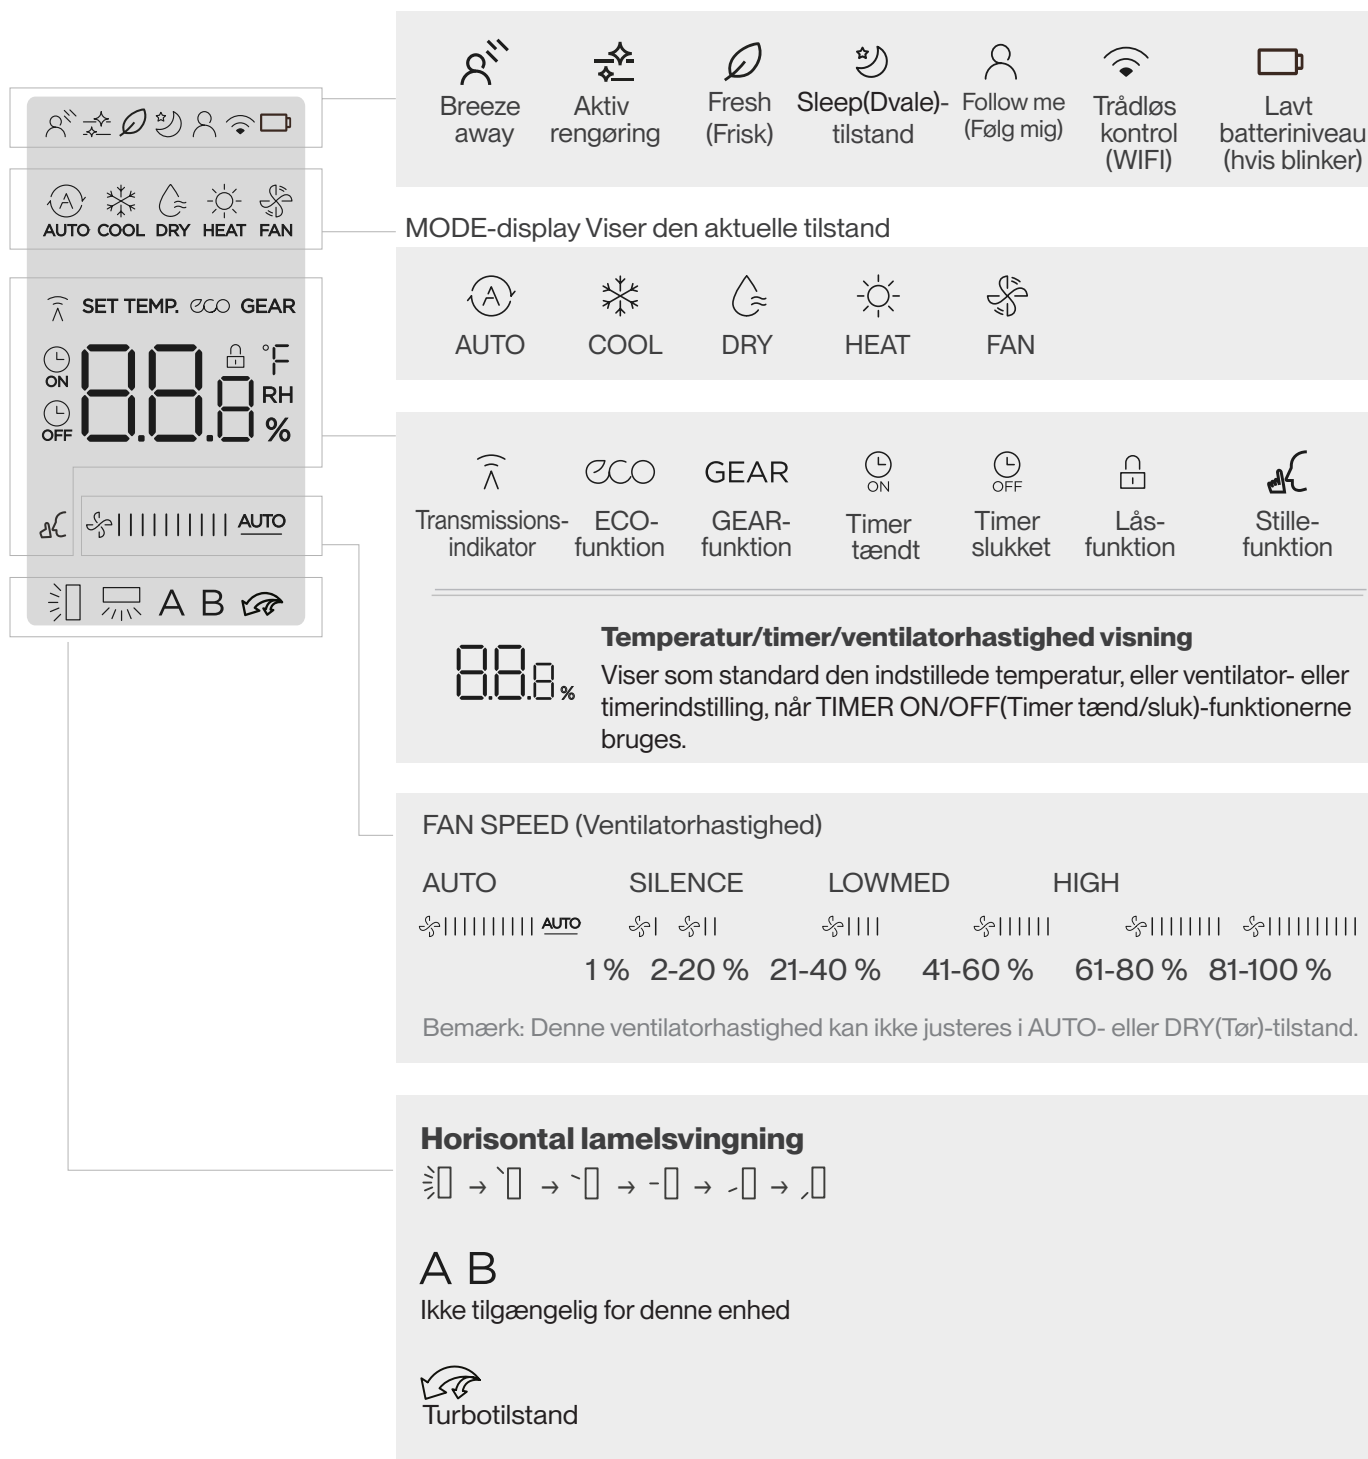 Breeze
away
Aktiv
rengøring
Fresh
(Frisk)
Sleep(Dvale)-
tilstand
Follow me
(Følg mig)
Trådløs
kontrol
(WIFI)
Lavt
batteriniveau
(hvis blinker)
AUTO COOL DRY HEAT FAN
MODE-display Viser den aktuelle tilstand
AUTO COOL DRY HEAT FAN
SET TEMP. eco GEAR
ON
°F
RH
OFF
88.8 %
AUTO
A B
eco GEAR ON OFF
Transmissions-
indikator
ECO-
funktion
GEAR-
funktion
Timer
tændt
Timer
slukket
Lås-
funktion
Stille-
funktion
88.8 %
Temperatur/timer/ventilatorhastighed visning
Viser som standard den indstillede temperatur, eller ventilator- eller
timerindstilling, når TIMER ON/OFF(Timer tænd/sluk)-funktionerne
bruges.
FAN SPEED (Ventilatorhastighed)
AUTO SILENCE LOWMED HIGH
AUTO
1 % 2-20 % 21-40 % 41-60 % 61-80 % 81-100 %
Bemærk: Denne ventilatorhastighed kan ikke justeres i AUTO- eller DRY(Tør)-tilstand.
Horisontal lamelsvingning
A B
Ikke tilgængelig for denne enhed
Turbotilstand